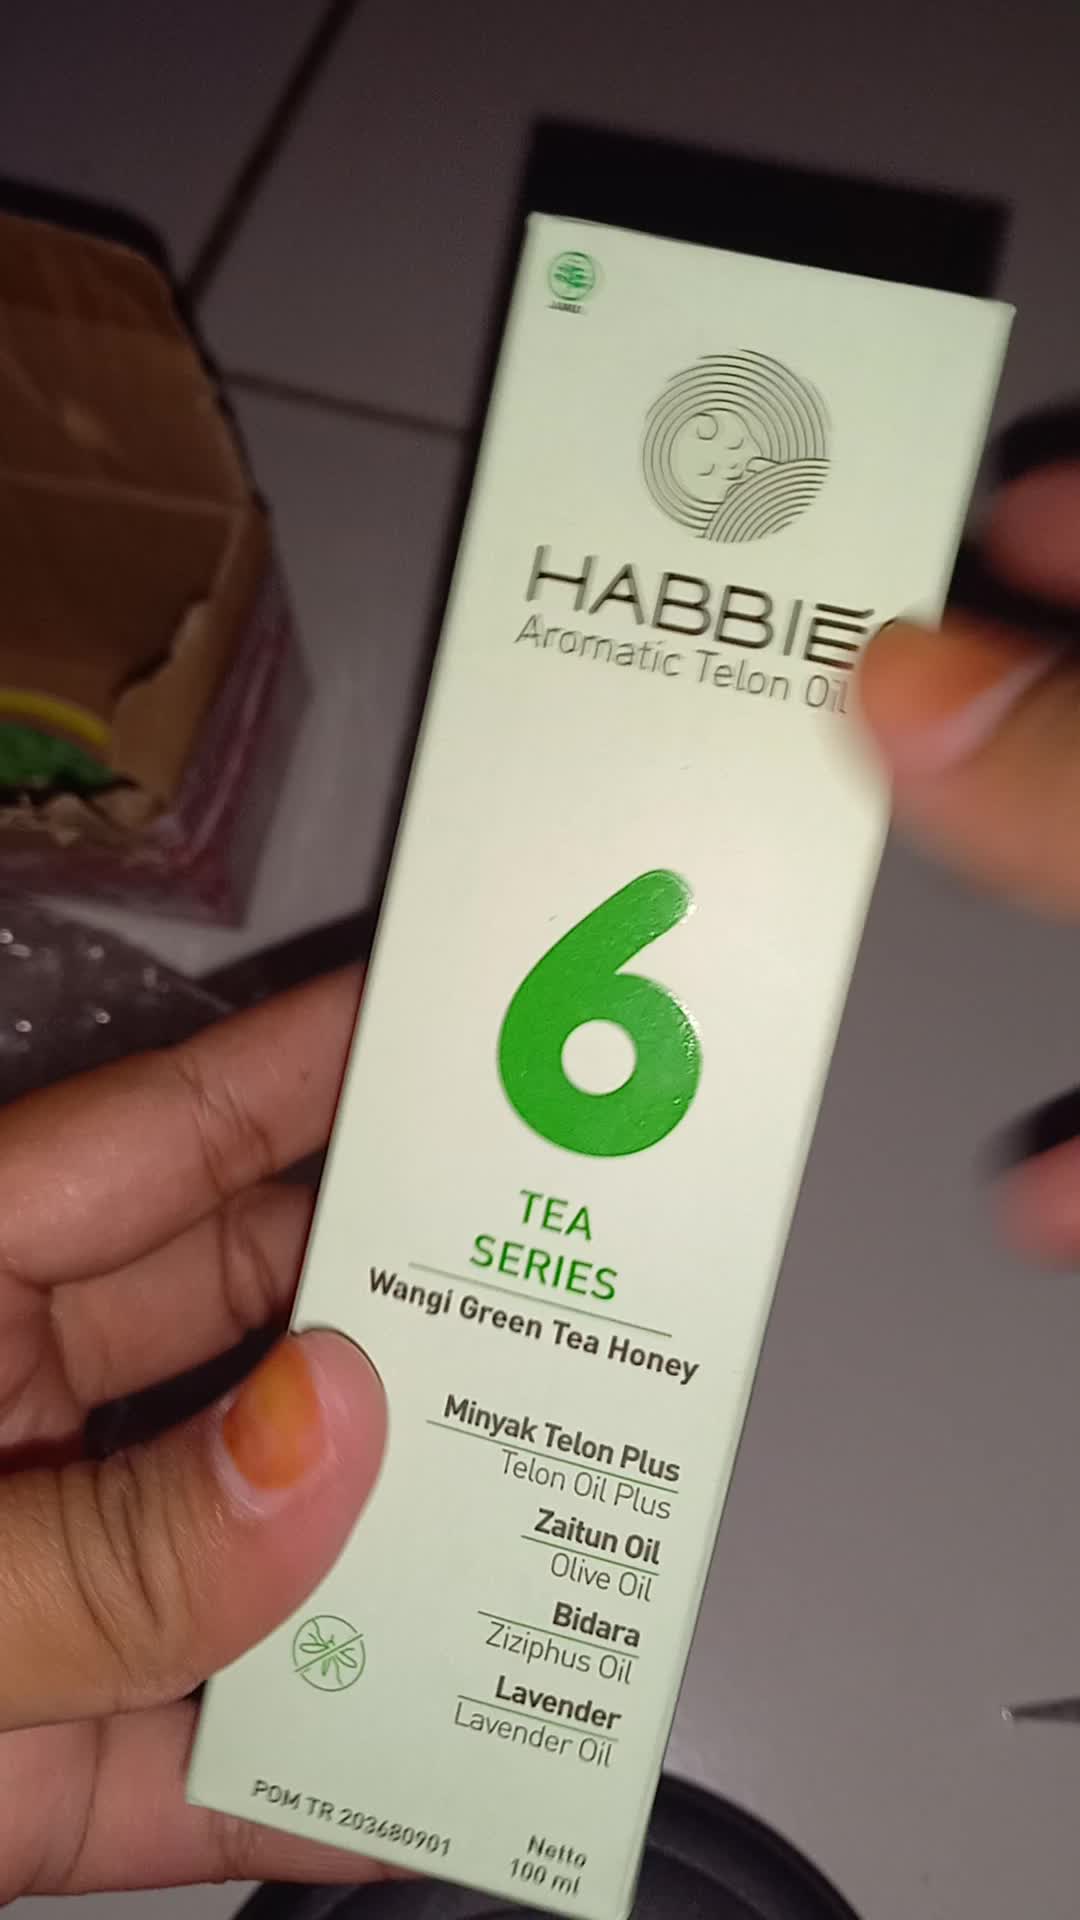 JAMU
HABBIE
Aromatic Telon Oil
6
TEA
SERIES
Wangi Green Tea Honey
Minyak Telon Plus
Telon Oil Plus
Zaitun Oil
Olive Oil
Bidara
Ziziphus Oil
Lavender
Lavender Oil
POM TR 203680901
Netto
100 ml